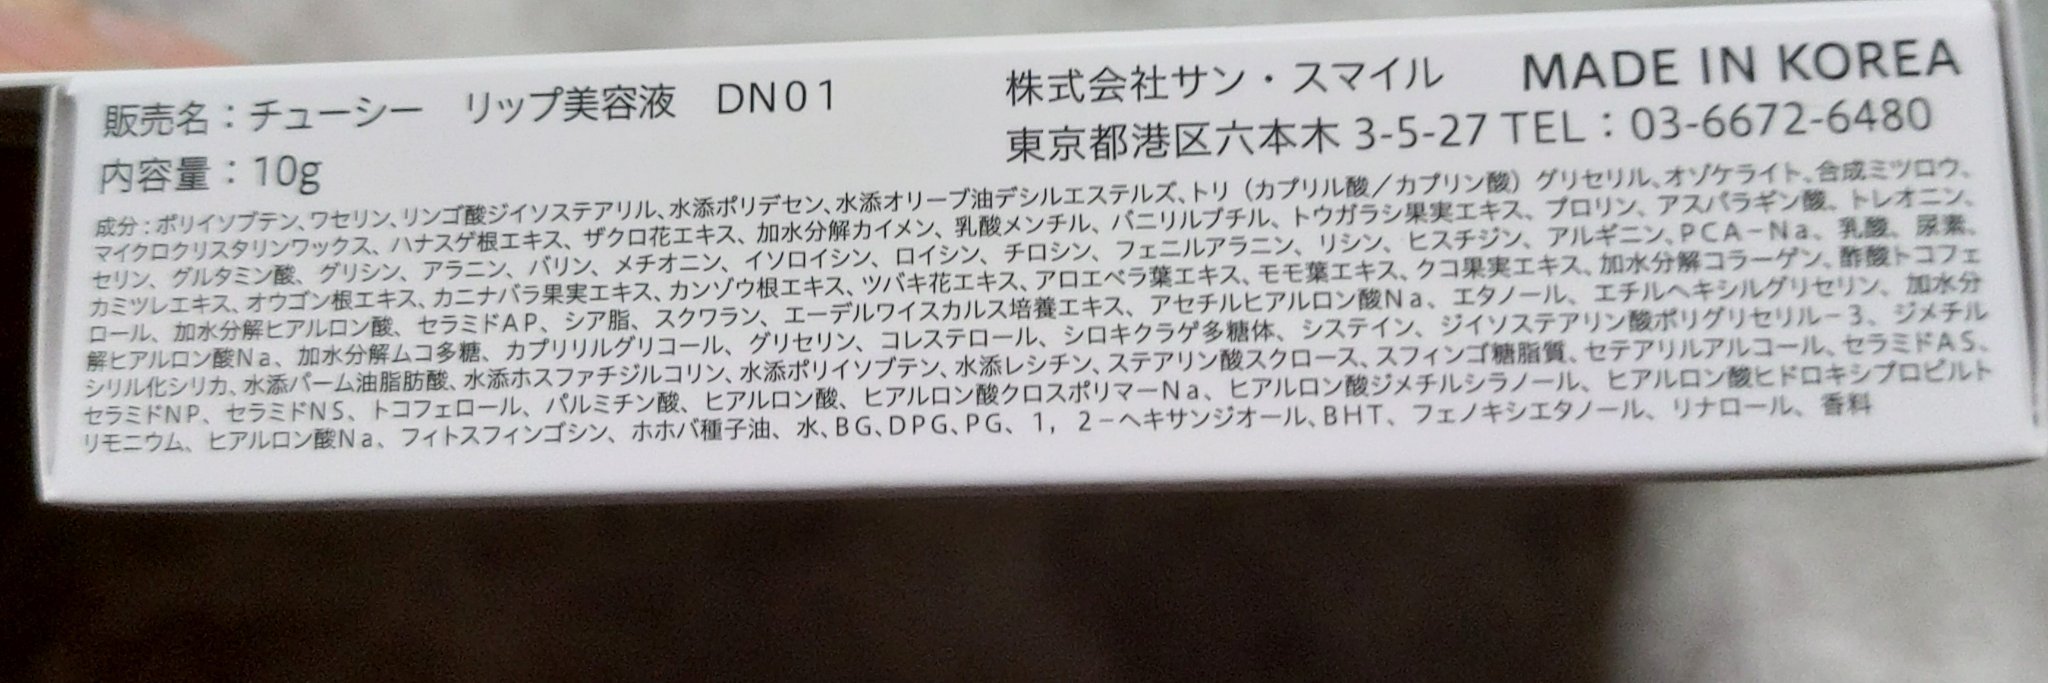 販売名：チューシー　リップ美容液　DN01
内容量：10g
株式会社サン・スマイル　MADE IN KOREA
東京都港区六本木 3-5-27 TEL：03-6672-6480
成分：ポリイソブテン、ワセリン、リンゴ酸ジイソステアリル、水添ポリデセン、水添オリーブ油デシルエステルズ、トリ（カプリル酸／カプリン酸）グリセリル、オゾケライト、合成ミツロウ、
マイクロクリスタリンワックス、ハナスゲ根エキス、ザクロ花エキス、加水分解カイメン、乳酸メンチル、バニリルブチル、トウガラシ果実エキス、プロリン、アスパラギン酸、トレオニン、
セリン、グルタミン酸、グリシン、アラニン、バリン、メチオニン、イソロイシン、ロイシン、チロシン、フェニルアラニン、リシン、ヒスチジン、アルギニン、PCA－Na、乳酸、尿素、
カミツレエキス、オウゴン根エキス、カニナバラ果実エキス、カンゾウ根エキス、ツバキ花エキス、アロエベラ葉エキス、モモ葉エキス、クコ果実エキス、加水分解コラーゲン、酢酸トコフェ
ロール、加水分解ヒアルロン酸、セラミドAP、シア脂、スクワラン、エーデルワイスカルス培養エキス、アセチルヒアルロン酸Na、エタノール、エチルヘキシルグリセリン、加水分
解ヒアルロン酸Na、加水分解ムコ多糖、カプリリルグリコール、グリセリン、コレステロール、シロキクラゲ多糖体、システイン、ジイソステアリン酸ポリグリセリル－3、ジメチル
シリル化シリカ、水添パーム油脂肪酸、水添ホスファチジルコリン、水添ポリイソブテン、水添レシチン、ステアリン酸スクロース、スフィンゴ糖脂質、セテアリルアルコール、セラミドAS、
セラミドNP、セラミドNS、トコフェロール、パルミチン酸、ヒアルロン酸、ヒアルロン酸クロスポリマーNa、ヒアルロン酸ジメチルシラノール、ヒアルロン酸ヒドロキシプロピルト
リモニウム、ヒアルロン酸Na、フィトスフィンゴシン、ホホバ種子油、水、BG、DPG、PG、1，2－ヘキサンジオール、BHT、フェノキシエタノール、リナロール、香料